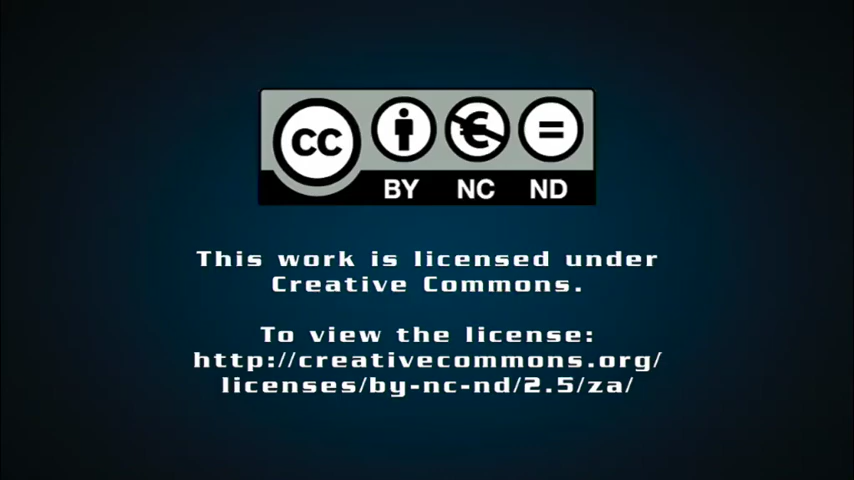 CC
BY NC ND
This work is licensed under
Creative Commons.
To view the license:
http://creativecommons.org/
licenses/by-nc-nd/2.5/za/